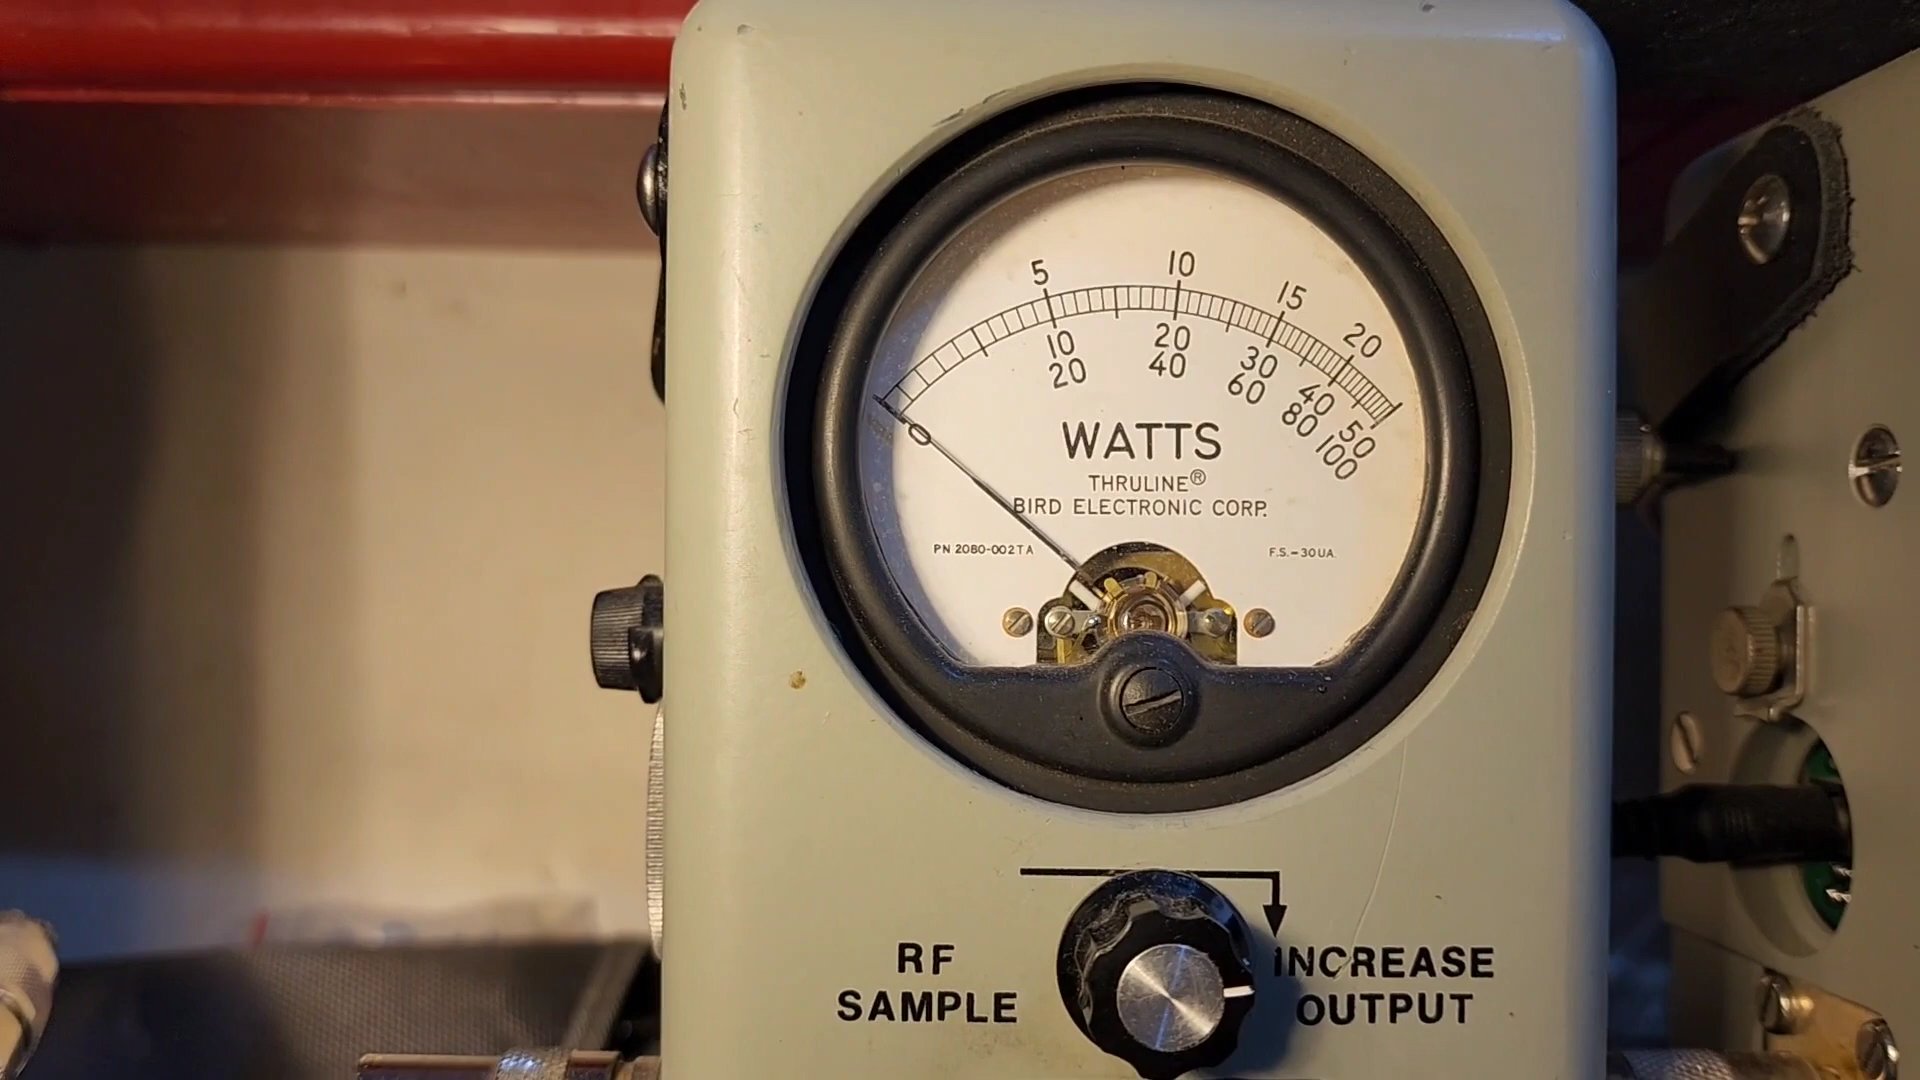 5 10 15 20
10 20 30 40 50
20 40 60 80 100
0
WATTS
THRULINE®
BIRD ELECTRONIC CORP.
PN 2080-002TA
F.S.-30UA
RF
SAMPLE
INCREASE
OUTPUT